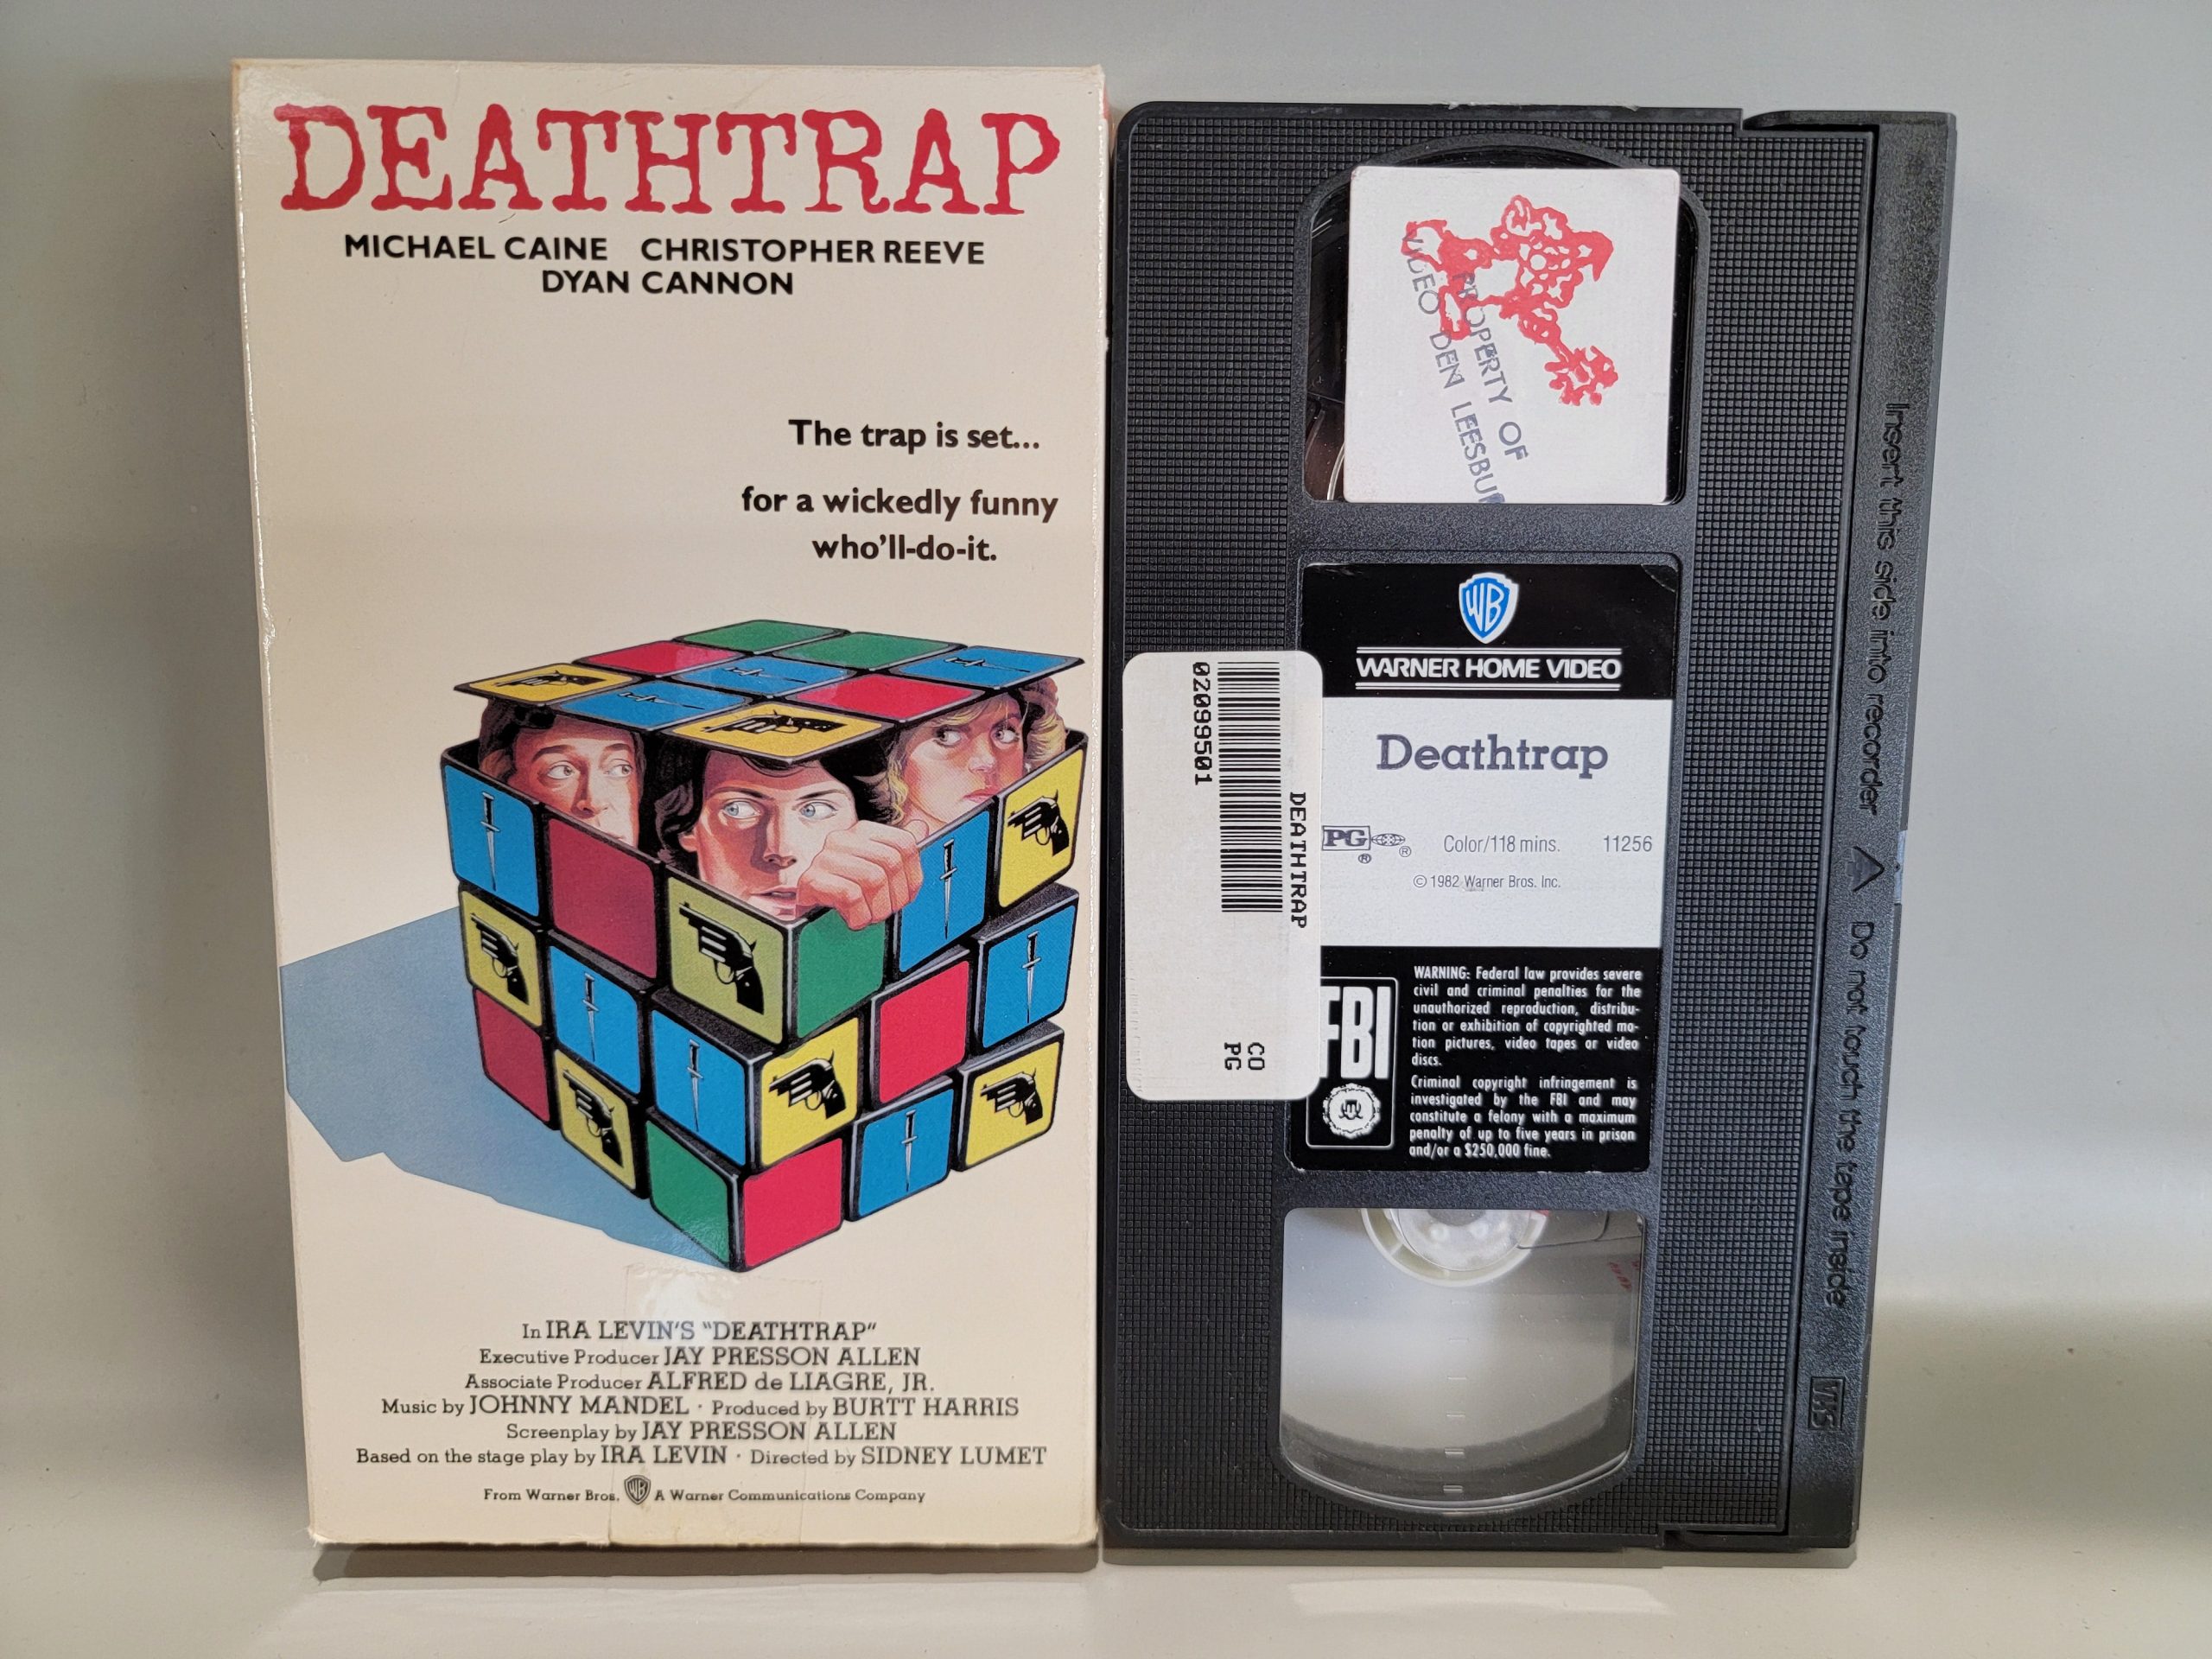 DEATHTRAP
MICHAEL CAINE CHRISTOPHER REEVE
DYAN CANNON
The trap is set...
for a wickedly funny
who'll-do-it.
In IRA LEVIN'S "DEATHTRAP"
Executive Producer JAY PRESSON ALLEN
Associate Producer ALFRED de LIAGRE, JR.
Music by JOHNNY MANDEL · Produced by BURTT HARRIS
Screenplay by JAY PRESSON ALLEN
Based on the stage play by IRA LEVIN · Directed by SIDNEY LUMET
From Warner Bros. WB A Warner Communications Company
PROPERTY OF
VIDEO DEN LEESBU
WB
WARNER HOME VIDEO
Deathtrap
PG ® ® Color/118 mins. 11256
© 1982 Warner Bros. Inc.
FBI
WARNING: Federal law provides severe
civil and criminal penalties for the
unauthorized reproduction, distribu-
tion or exhibition of copyrighted mo-
tion pictures, video tapes or video
discs.
Criminal copyright infringement is
investigated by the FBI and may
constitute a felony with a maximum
penalty of up to five years in prison
and/or a $250,000 fine.
DEATHTRAP
02099501
CO
PG
Insert this side into recorder Do not touch the tape inside
VHS